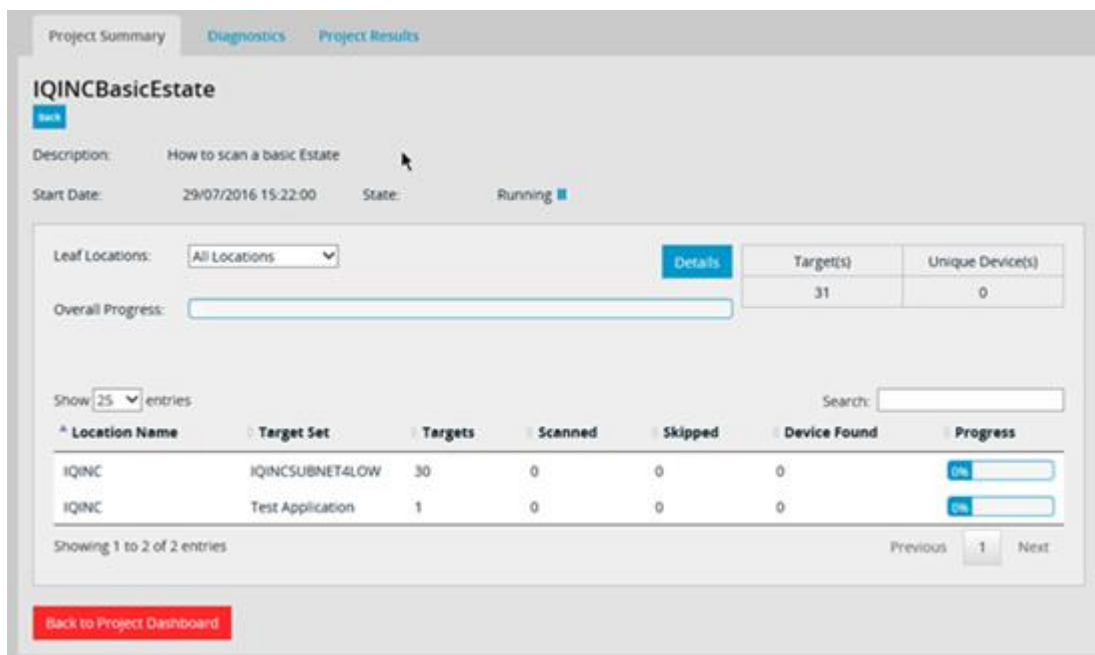 Project Summary Diagnostics Project Results
IQINCBasicEstate
Back
Description: How to scan a basic Estate
Start Date: 29/07/2016 15:22:00 State: Running
Leaf Locations: All Locations Details Target(s) Unique Device(s)
31 0
Overall Progress:
Show 25 entries Search:
Location Name Target Set Targets Scanned Skipped Device Found Progress
IQINC IQINCSUBNET4LOW 30 0 0 0 0%
IQINC Test Application 1 0 0 0 0%
Showing 1 to 2 of 2 entries Previous 1 Next
Back to Project Dashboard